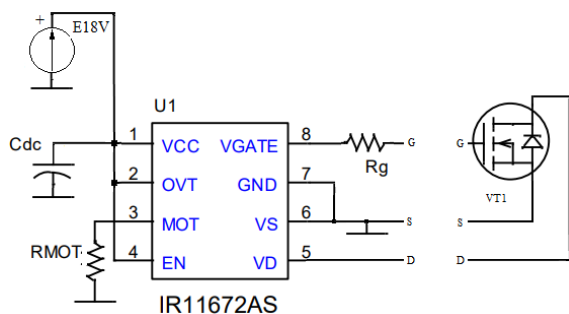 +
E18V
U1
Cdc
1 VCC VGATE 8
Rg
G
G
2 OVT GND 7
VT1
3 MOT VS 6
S
S
RMOT
4 EN VD 5
D
D
IR11672AS